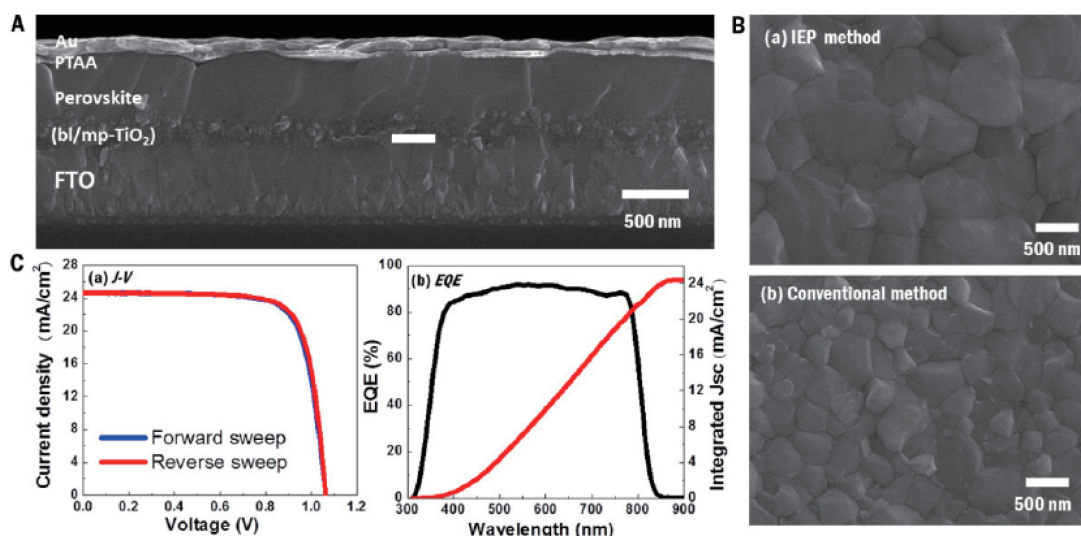 A
Au
PTAA
Perovskite
(bl/mp-TiO₂)
FTO
500 nm
B
(a) IEP method
500 nm
(b) Conventional method
500 nm
C
(a) J-V
Current density (mA/cm²)
28
24
20
16
12
8
4
0
0.0 0.2 0.4 0.6 0.8 1.0 1.2
Voltage (V)
Forward sweep
Reverse sweep
(b) EQE
EQE (%)
100
80
60
40
20
0
300 400 500 600 700 800 900
Wavelength (nm)
24
20
16
12
8
4
0
Integrated Jsc (mA/cm²)